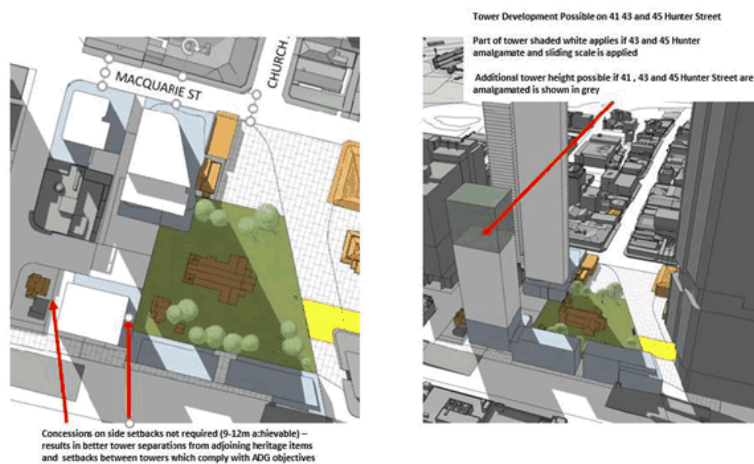 Tower Development Possible on 41 43 and 45 Hunter Street
Part of tower shaded white applies if 43 and 45 Hunter
amalgamate and sliding scale is applied
Additional tower height possible if 41 , 43 and 45 Hunter Street are
amalgamated is shown in grey
MACQUARIE ST
CHURCH
Concessions on side setbacks not required (9-12m achievable) –
results in better tower separations from adjoining heritage items
and setbacks between towers which comply with ADG objectives